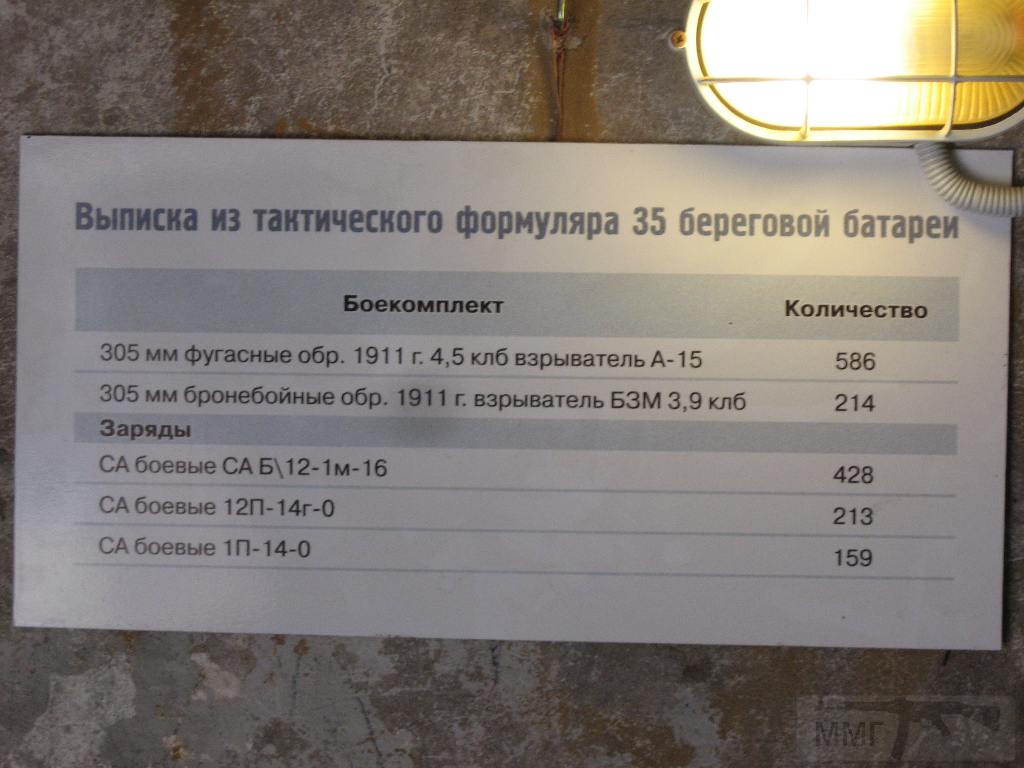 Выписка из тактического формуляра 35 береговой батареи
Боекомплект Количество
305 мм фугасные обр. 1911 г. 4,5 клб взрыватель А-15 586
305 мм бронебойные обр. 1911 г. взрыватель БЗМ 3,9 клб 214
Заряды
СА боевые СА Б\12-1м-16 428
СА боевые 12П-14г-0 213
СА боевые 1П-14-0 159
ММГ